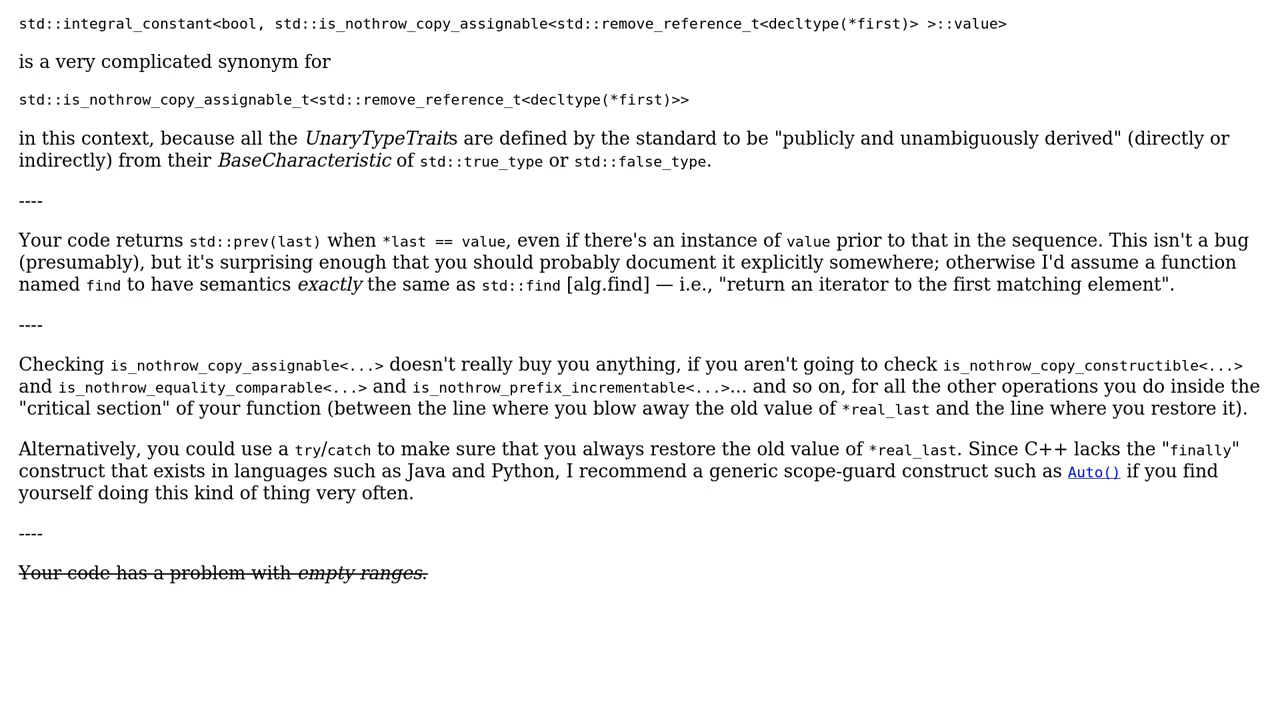 std::integral_constant<bool, std::is_nothrow_copy_assignable<std::remove_reference_t<decltype(*first)> >::value>
is a very complicated synonym for
std::is_nothrow_copy_assignable_t<std::remove_reference_t<decltype(*first)>>
in this context, because all the UnaryTypeTraits are defined by the standard to be "publicly and unambiguously derived" (directly or
indirectly) from their BaseCharacteristic of std::true_type or std::false_type.
----
Your code returns std::prev(last) when *last == value, even if there's an instance of value prior to that in the sequence. This isn't a bug
(presumably), but it's surprising enough that you should probably document it explicitly somewhere; otherwise I'd assume a function
named find to have semantics exactly the same as std::find [alg.find] — i.e., "return an iterator to the first matching element".
----
Checking is_nothrow_copy_assignable<...> doesn't really buy you anything, if you aren't going to check is_nothrow_copy_constructible<...>
and is_nothrow_equality_comparable<...> and is_nothrow_prefix_incrementable<...>... and so on, for all the other operations you do inside the
"critical section" of your function (between the line where you blow away the old value of *real_last and the line where you restore it).
Alternatively, you could use a try/catch to make sure that you always restore the old value of *real_last. Since C++ lacks the "finally"
construct that exists in languages such as Java and Python, I recommend a generic scope-guard construct such as Auto() if you find
yourself doing this kind of thing very often.
----
Your code has a problem with empty ranges.